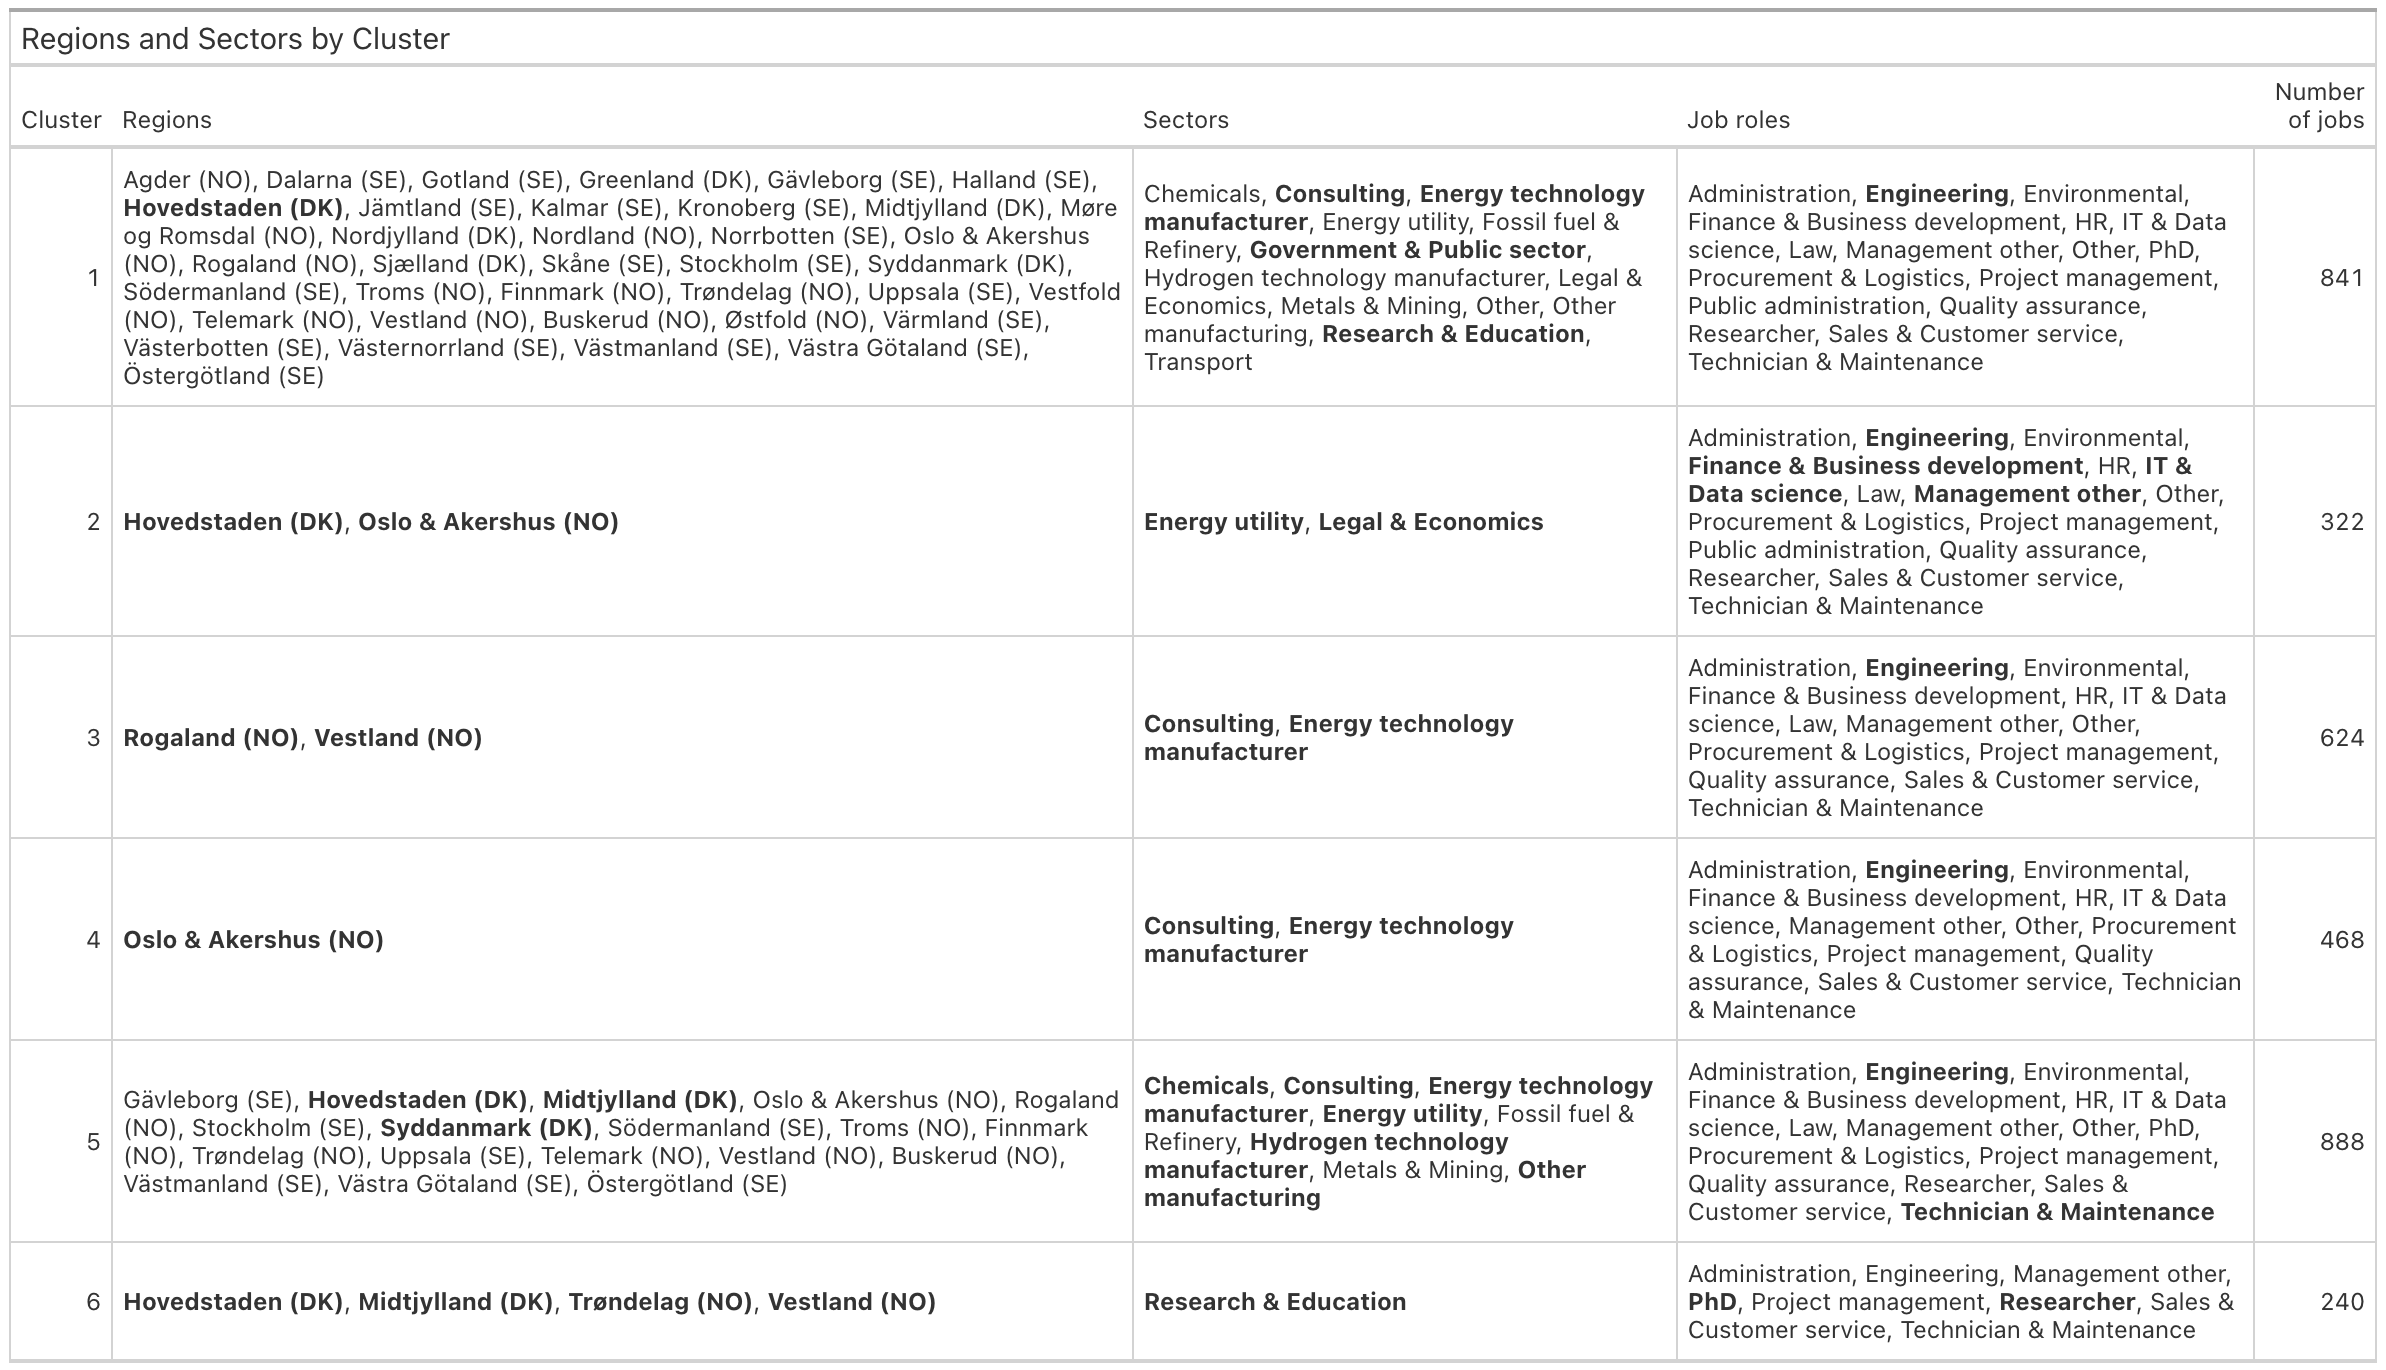 Regions and Sectors by Cluster
Cluster Regions Sectors Job roles Number of jobs
1
Agder (NO), Dalarna (SE), Gotland (SE), Greenland (DK), Gävleborg (SE), Halland (SE),
Hovedstaden (DK), Jämtland (SE), Kalmar (SE), Kronoberg (SE), Midtjylland (DK), Møre
og Romsdal (NO), Nordjylland (DK), Nordland (NO), Norrbotten (SE), Oslo & Akershus
(NO), Rogaland (NO), Sjælland (DK), Skåne (SE), Stockholm (SE), Syddanmark (DK),
Södermanland (SE), Troms (NO), Finnmark (NO), Trøndelag (NO), Uppsala (SE), Vestfold
(NO), Telemark (NO), Vestland (NO), Buskerud (NO), Østfold (NO), Värmland (SE),
Västerbotten (SE), Västernorrland (SE), Västmanland (SE), Västra Götaland (SE),
Östergötland (SE)
Chemicals, Consulting, Energy technology
manufacturer, Energy utility, Fossil fuel &
Refinery, Government & Public sector,
Hydrogen technology manufacturer, Legal &
Economics, Metals & Mining, Other, Other
manufacturing, Research & Education,
Transport
Administration, Engineering, Environmental,
Finance & Business development, HR, IT & Data
science, Law, Management other, Other, PhD,
Procurement & Logistics, Project management,
Public administration, Quality assurance,
Researcher, Sales & Customer service,
Technician & Maintenance
841
2
Hovedstaden (DK), Oslo & Akershus (NO)
Energy utility, Legal & Economics
Administration, Engineering, Environmental,
Finance & Business development, HR, IT &
Data science, Law, Management other, Other,
Procurement & Logistics, Project management,
Public administration, Quality assurance,
Researcher, Sales & Customer service,
Technician & Maintenance
322
3
Rogaland (NO), Vestland (NO)
Consulting, Energy technology
manufacturer
Administration, Engineering, Environmental,
Finance & Business development, HR, IT & Data
science, Law, Management other, Other,
Procurement & Logistics, Project management,
Quality assurance, Sales & Customer service,
Technician & Maintenance
624
4
Oslo & Akershus (NO)
Consulting, Energy technology
manufacturer
Administration, Engineering, Environmental,
Finance & Business development, HR, IT & Data
science, Management other, Other, Procurement
& Logistics, Project management, Quality
assurance, Sales & Customer service, Technician
& Maintenance
468
5
Gävleborg (SE), Hovedstaden (DK), Midtjylland (DK), Oslo & Akershus (NO), Rogaland
(NO), Stockholm (SE), Syddanmark (DK), Södermanland (SE), Troms (NO), Finnmark
(NO), Trøndelag (NO), Uppsala (SE), Telemark (NO), Vestland (NO), Buskerud (NO),
Västmanland (SE), Västra Götaland (SE), Östergötland (SE)
Chemicals, Consulting, Energy technology
manufacturer, Energy utility, Fossil fuel &
Refinery, Hydrogen technology
manufacturer, Metals & Mining, Other
manufacturing
Administration, Engineering, Environmental,
Finance & Business development, HR, IT & Data
science, Law, Management other, Other, PhD,
Procurement & Logistics, Project management,
Quality assurance, Researcher, Sales &
Customer service, Technician & Maintenance
888
6
Hovedstaden (DK), Midtjylland (DK), Trøndelag (NO), Vestland (NO)
Research & Education
Administration, Engineering, Management other,
PhD, Project management, Researcher, Sales &
Customer service, Technician & Maintenance
240